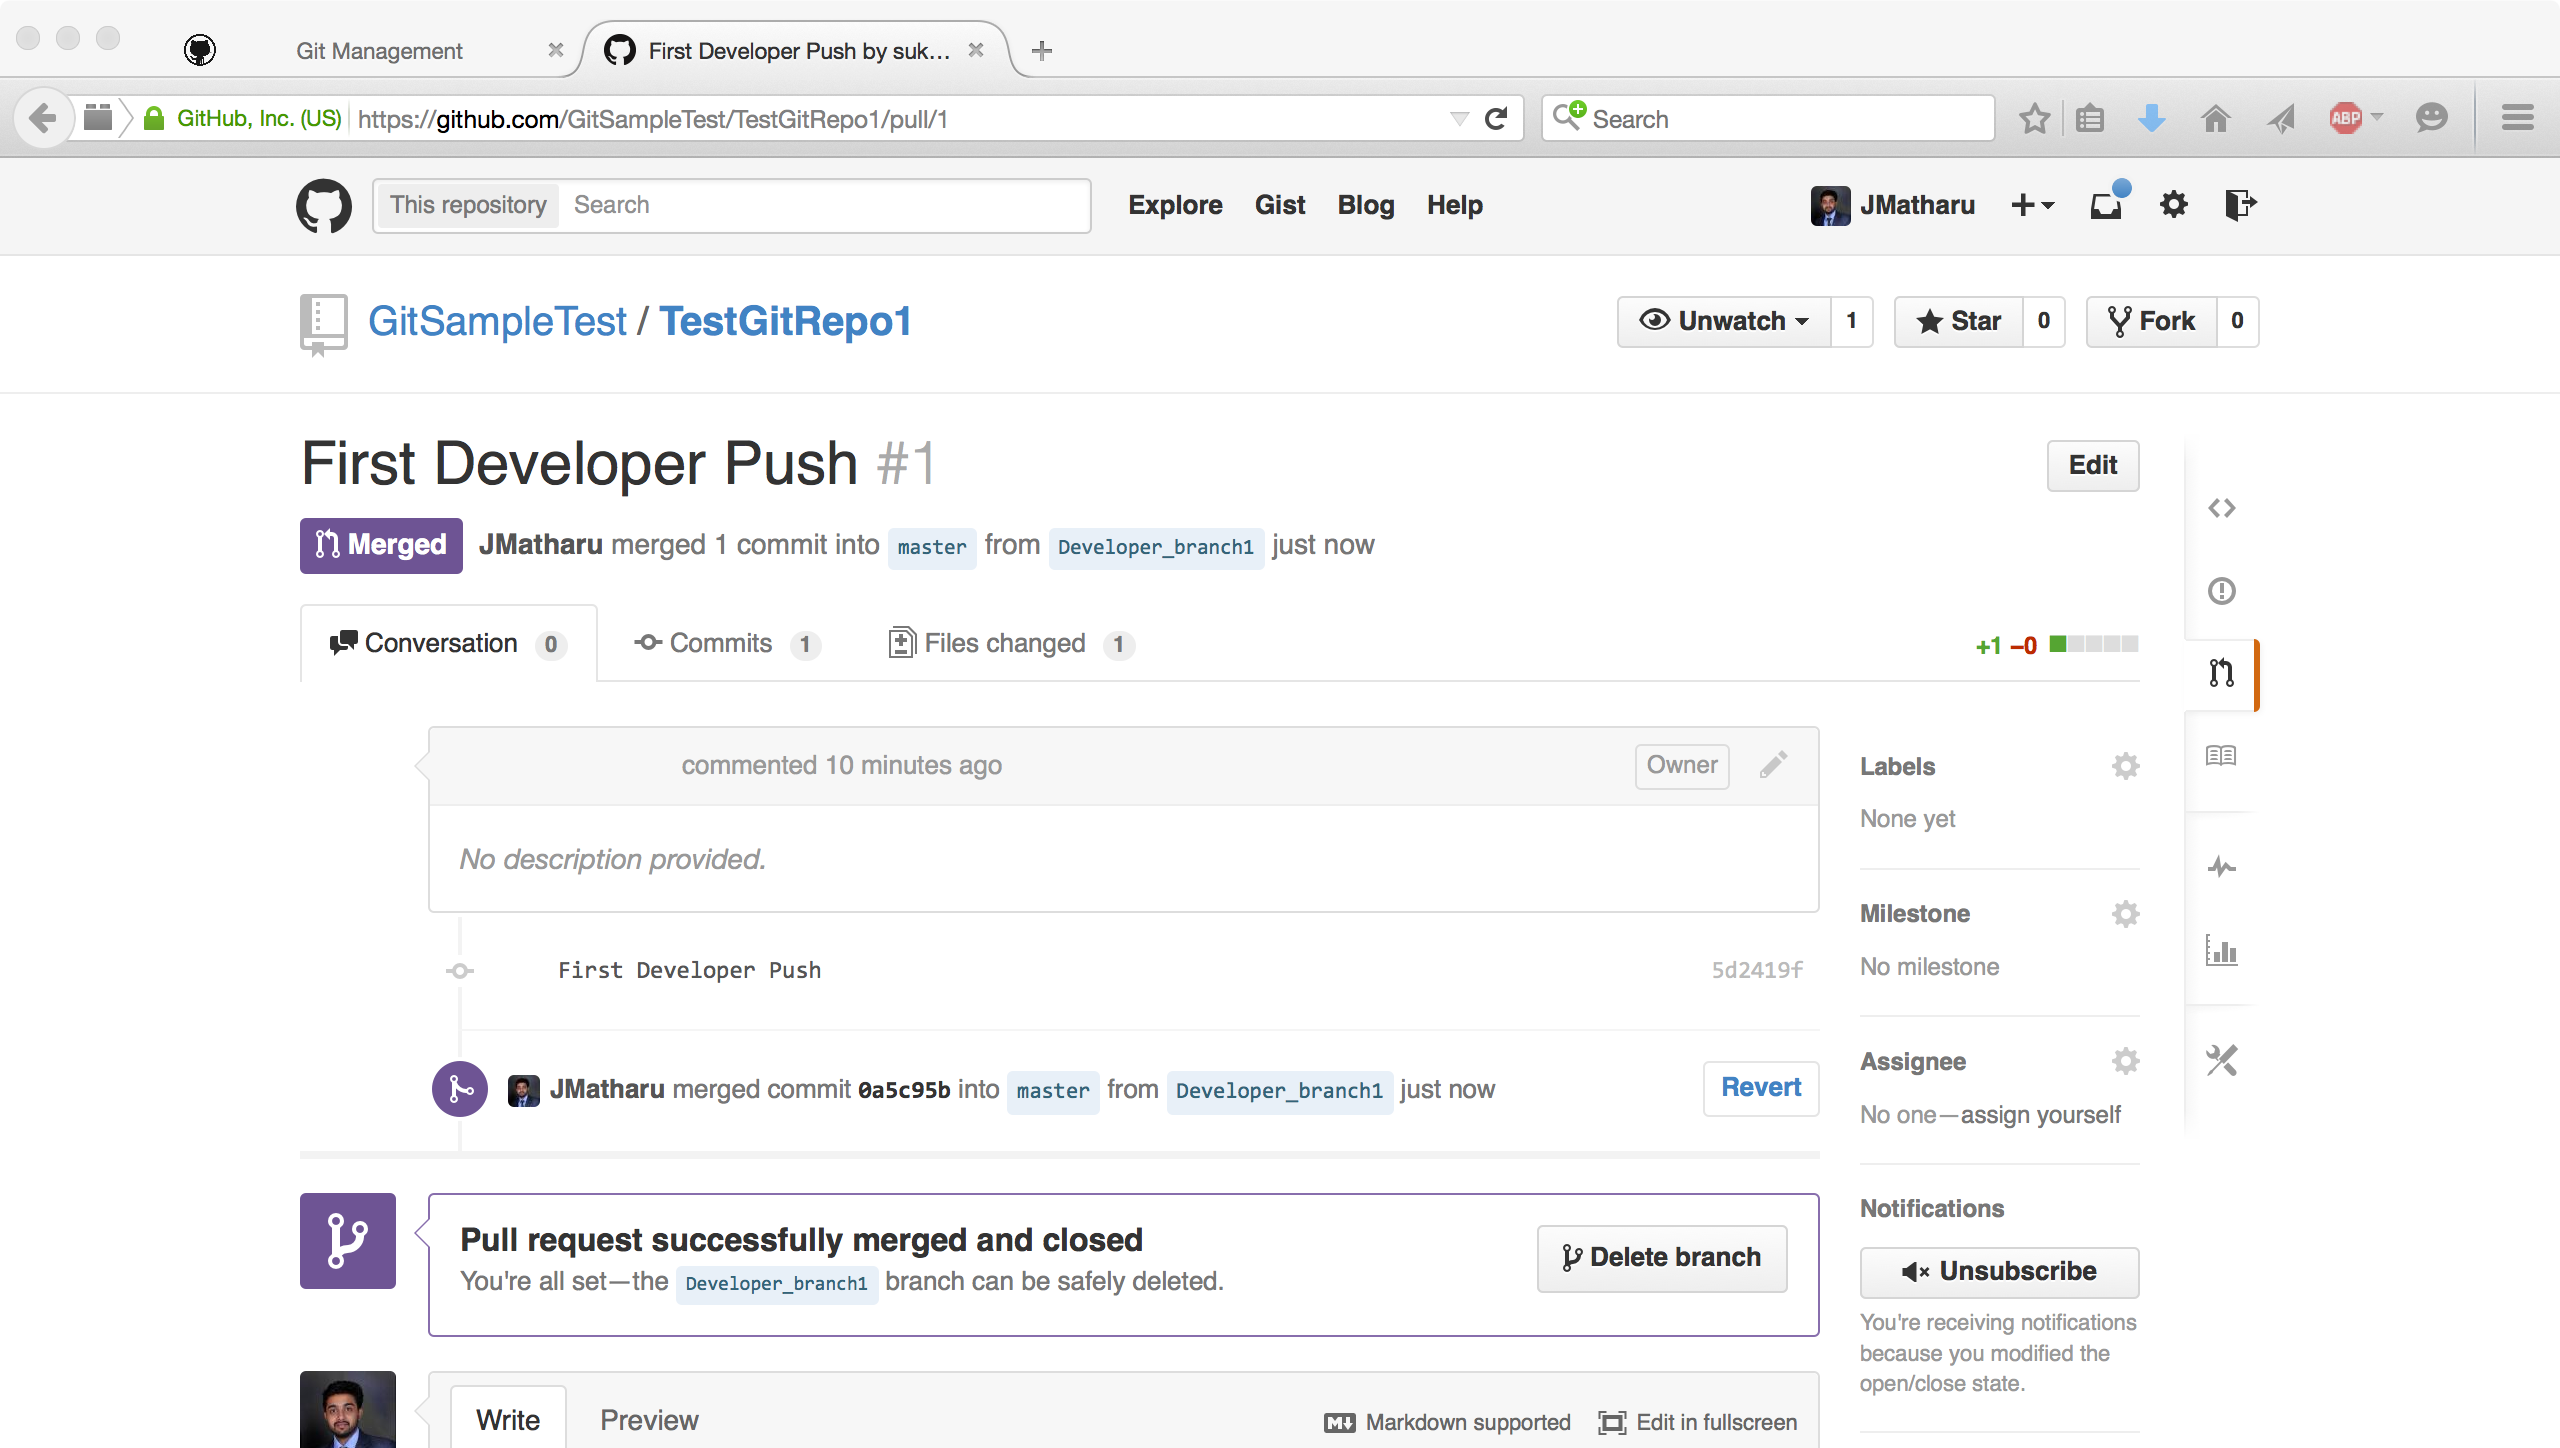 Git Management
First Developer Push by suk...
GitHub, Inc. (US)
https://github.com/GitSampleTest/TestGitRepo1/pull/1
Search
ABP
This repository Search
Explore Gist Blog Help
JMatharu
GitSampleTest / TestGitRepo1
Unwatch 1
Star 0
Fork 0
First Developer Push #1
Edit
Merged JMatharu merged 1 commit into master from Developer_branch1 just now
Conversation 0 Commits 1 Files changed 1
+1 −0
commented 10 minutes ago
Owner
No description provided.
First Developer Push 5d2419f
JMatharu merged commit 0a5c95b into master from Developer_branch1 just now
Revert
Pull request successfully merged and closed
You're all set—the Developer_branch1 branch can be safely deleted.
Delete branch
Write Preview
Markdown supported Edit in fullscreen
Labels
None yet
Milestone
No milestone
Assignee
No one—assign yourself
Notifications
Unsubscribe
You're receiving notifications
because you modified the
open/close state.